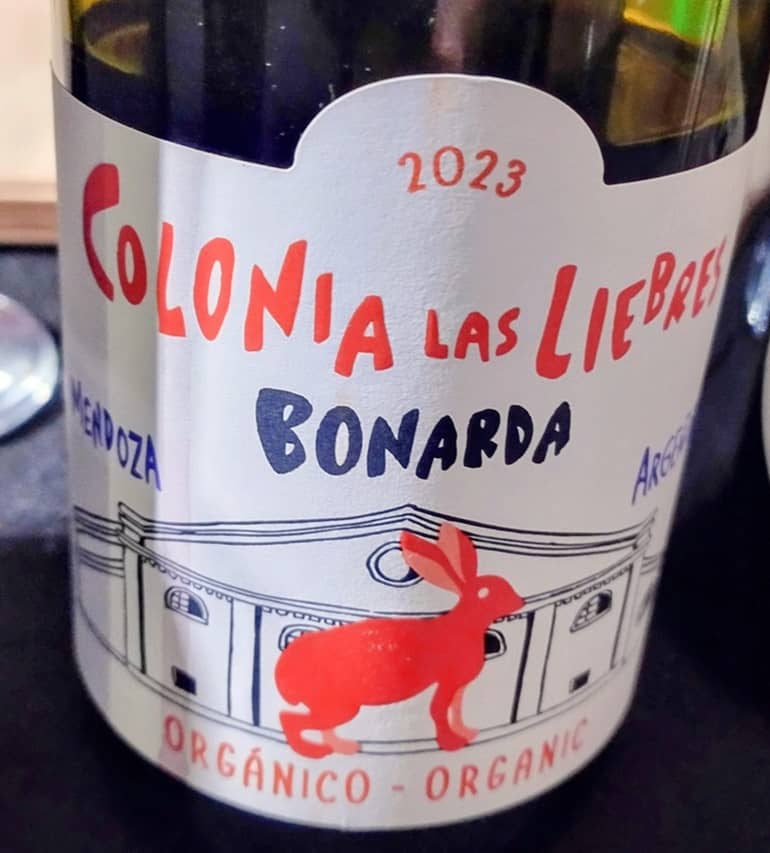 2023
COLONIA LAS LIEBRES
BONARDA
MENDOZA
ORGÁNICO - ORGANIC